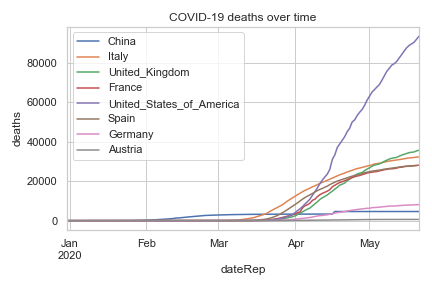 COVID-19 deaths over time
China
Italy
United_Kingdom
France
United_States_of_America
Spain
Germany
Austria
deaths
80000
60000
40000
20000
0
Jan
2020
Feb
Mar
Apr
May
dateRep